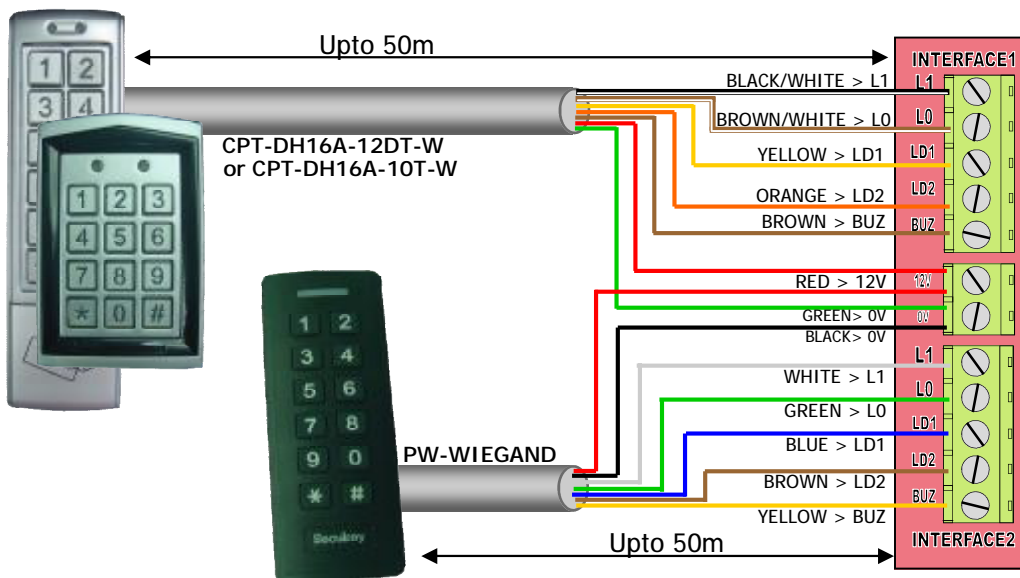 Upto 50m
INTERFACE1
BLACK/WHITE > L1
L1
BROWN/WHITE > L0
L0
YELLOW > LD1
LD1
ORANGE > LD2
LD2
BROWN > BUZ
BUZ
CPT-DH16A-12DT-W
or CPT-DH16A-10T-W
1 2
3 4
1 2 3
4 5 6
7 8 9
* 0 #
RED > 12V
12V
GREEN> 0V
0V
BLACK> 0V
WHITE > L1
L1
GREEN > L0
L0
BLUE > LD1
LD1
BROWN > LD2
LD2
YELLOW > BUZ
BUZ
INTERFACE2
PW-WIEGAND
1 2
3 4
5 6
7 8
9 0
* #
Secukey
Upto 50m